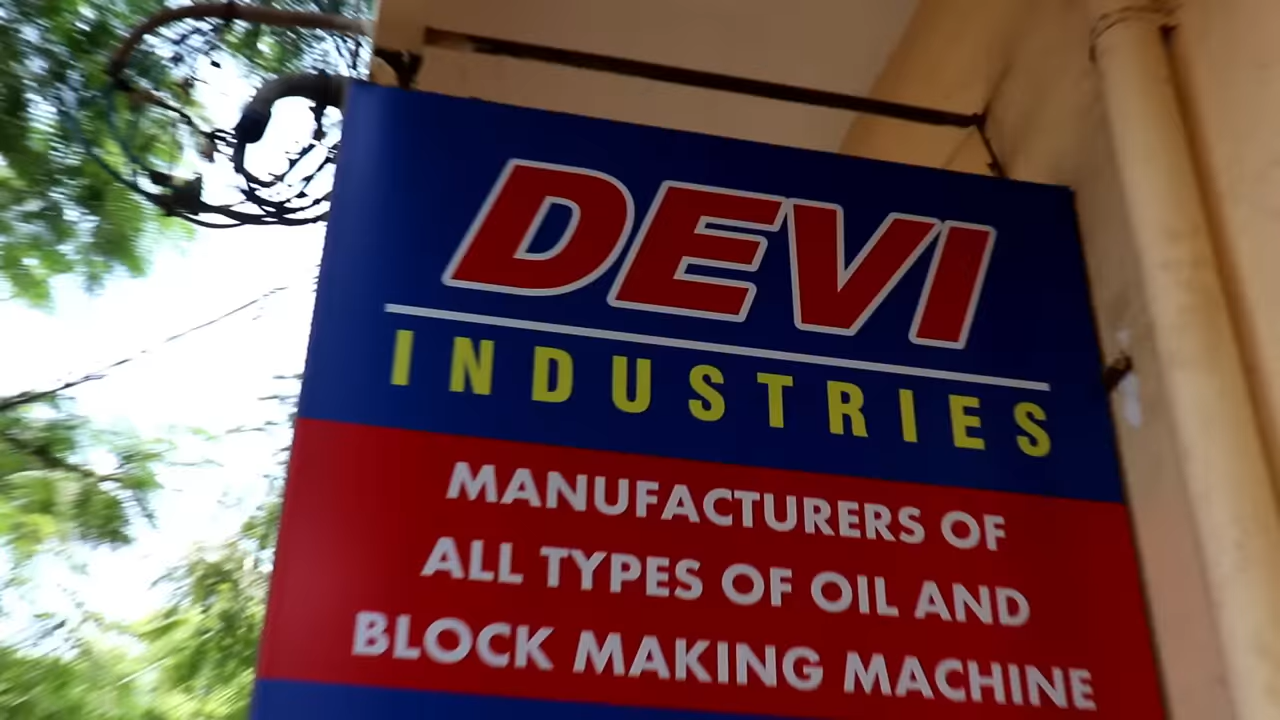 DEVI
INDUSTRIES
MANUFACTURERS OF
ALL TYPES OF OIL AND
BLOCK MAKING MACHINE